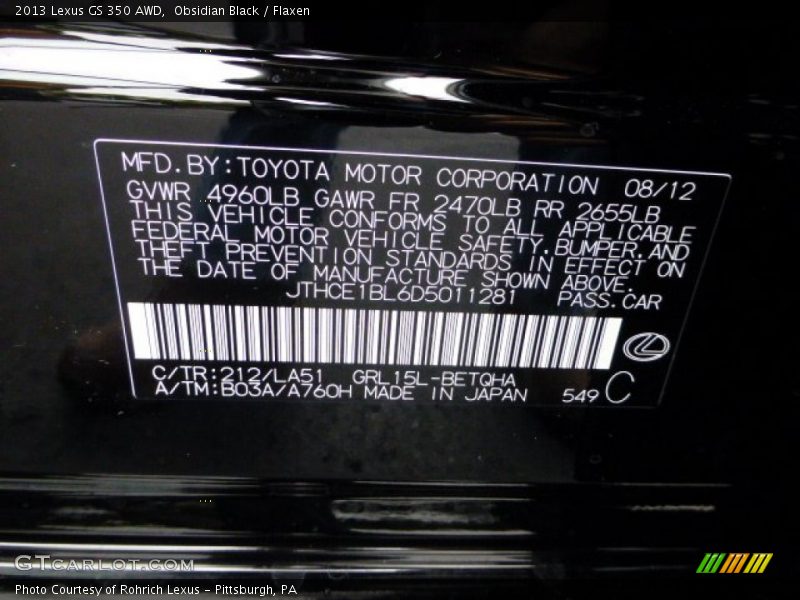 2013 Lexus GS 350 AWD,  Obsidian Black / Flaxen
MFD.BY:TOYOTA MOTOR CORPORATION 08/12
GVWR 4960LB GAWR FR 2470LB RR 2655LB
THIS VEHICLE CONFORMS TO ALL APPLICABLE
FEDERAL MOTOR VEHICLE SAFETY,BUMPER,AND
THEFT PREVENTION STANDARDS IN EFFECT ON
THE DATE OF MANUFACTURE SHOWN ABOVE.
JTHCE1BL6D5011281 PASS.CAR
C/TR:212/LA51 GRL15L-BETQHA
A/TM:B03A/A760H MADE IN JAPAN 549 C
GTcarlot.com
Photo Courtesy of Rohrich Lexus - Pittsburgh, PA